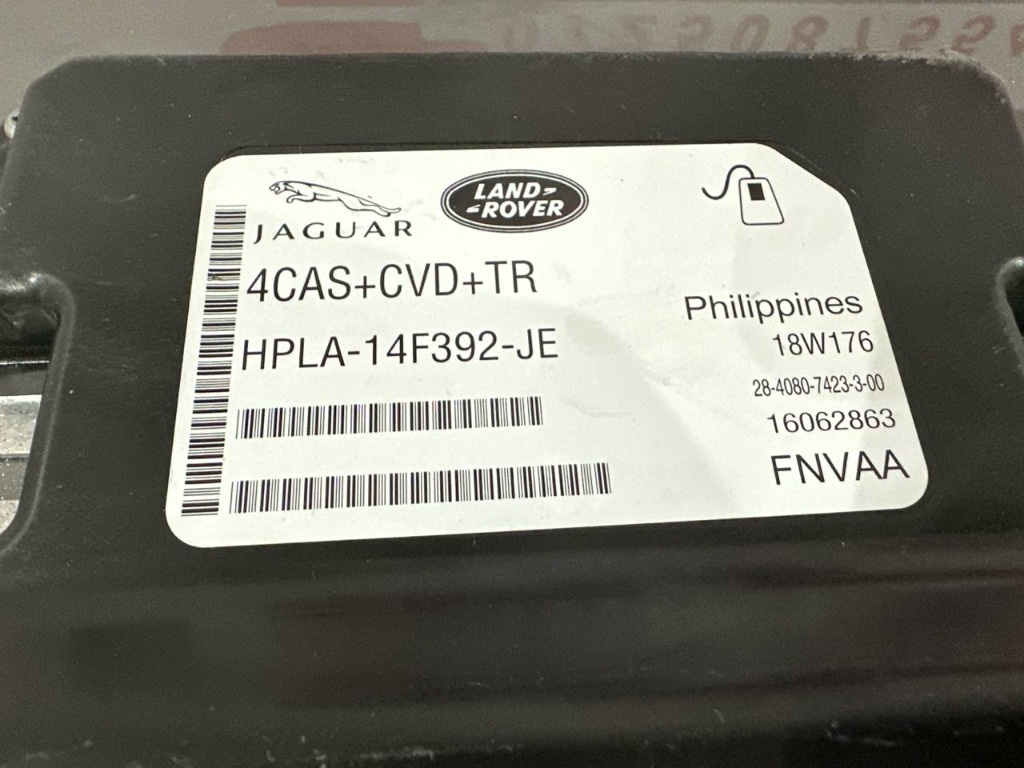 JAGUAR
LAND-
-ROVER
4CAS+CVD+TR
HPLA-14F392-JE
Philippines
18W176
28-4080-7423-3-00
16062863
FNVAA